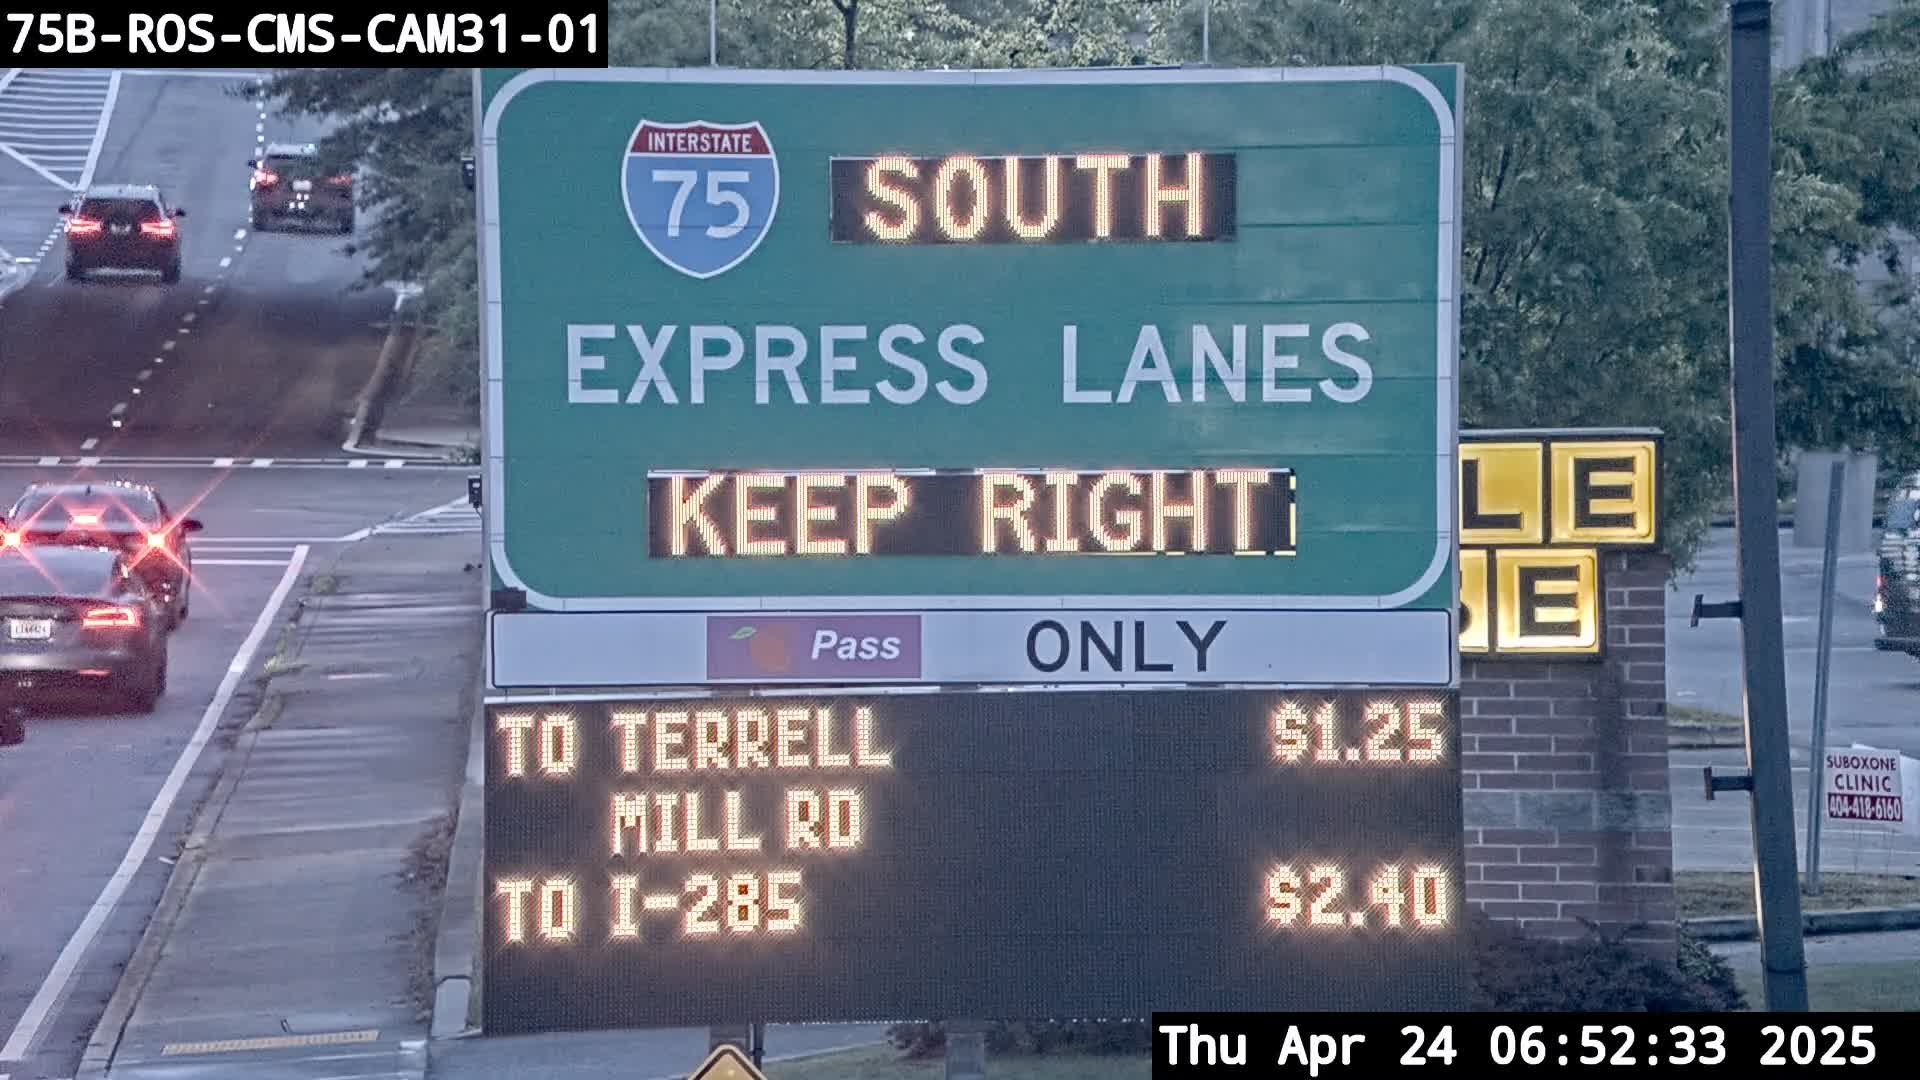 75B-ROS-CMS-CAM31-01
INTERSTATE
75
SOUTH
EXPRESS LANES
KEEP RIGHT
Pass ONLY
TO TERRELL $1.25
MILL RD
TO I-285 $2.40
LE
E
SUBOXONE
CLINIC
404-418-6160
Thu Apr 24 06:52:33 2025